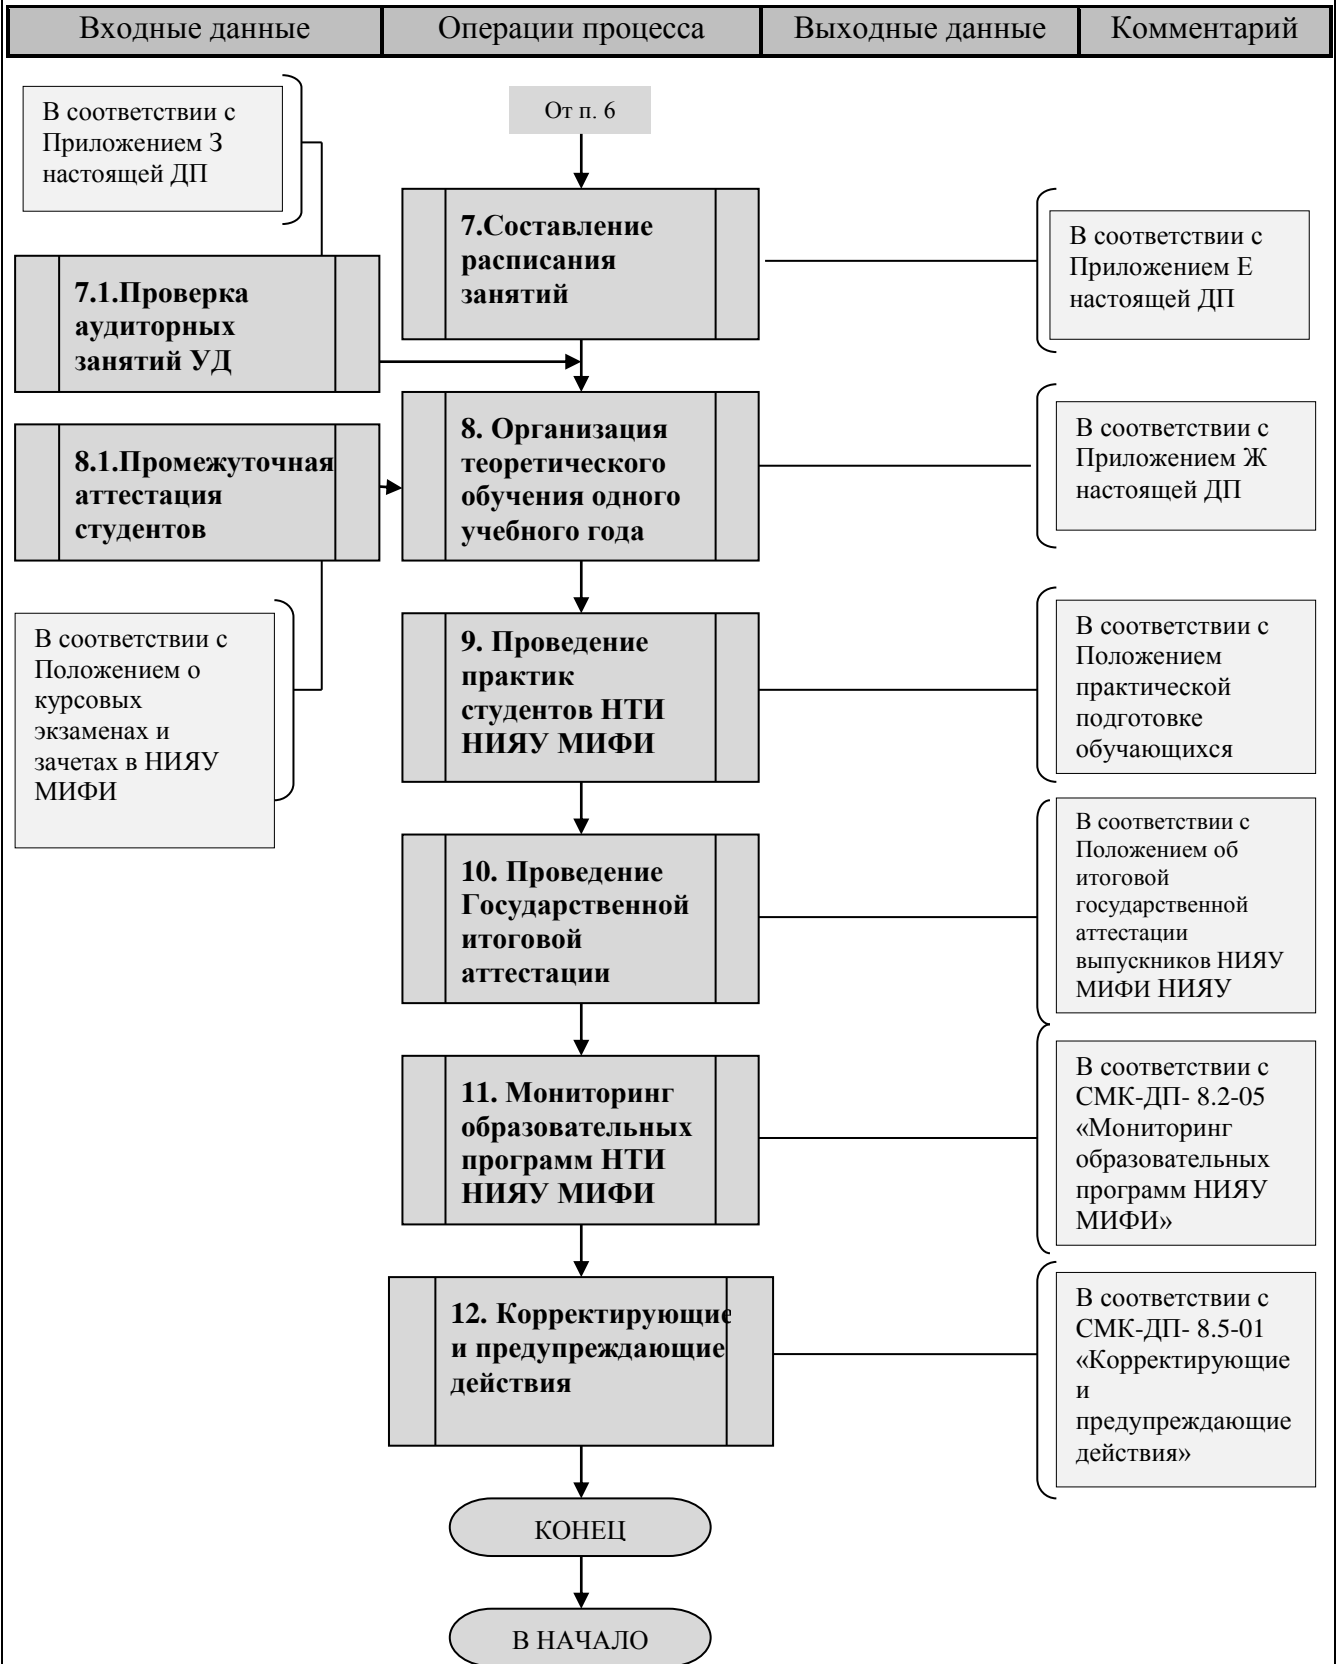 Входные данные
Операции процесса
Выходные данные
Комментарий
В соответствии с
Приложением З
настоящей ДП
От п. 6
7.Составление
расписания
занятий
В соответствии с
Приложением Е
настоящей ДП
7.1.Проверка
аудиторных
занятий УД
8. Организация
теоретического
обучения одного
учебного года
В соответствии с
Приложением Ж
настоящей ДП
8.1.Промежуточная
аттестация
студентов
В соответствии с
Положением о
курсовых
экзаменах и
зачетах в НИЯУ
МИФИ
9. Проведение
практик
студентов НТИ
НИЯУ МИФИ
В соответствии с
Положением
практической
подготовке
обучающихся
10. Проведение
Государственной
итоговой
аттестации
В соответствии с
Положением об
итоговой
государственной
аттестации
выпускников НИЯУ
МИФИ НИЯУ
11. Мониторинг
образовательных
программ НТИ
НИЯУ МИФИ
В соответствии с
СМК-ДП- 8.2-05
«Мониторинг
образовательных
программ НИЯУ
МИФИ»
12. Корректирующие
и предупреждающие
действия
В соответствии с
СМК-ДП- 8.5-01
«Корректирующие
и
предупреждающие
действия»
КОНЕЦ
В НАЧАЛО